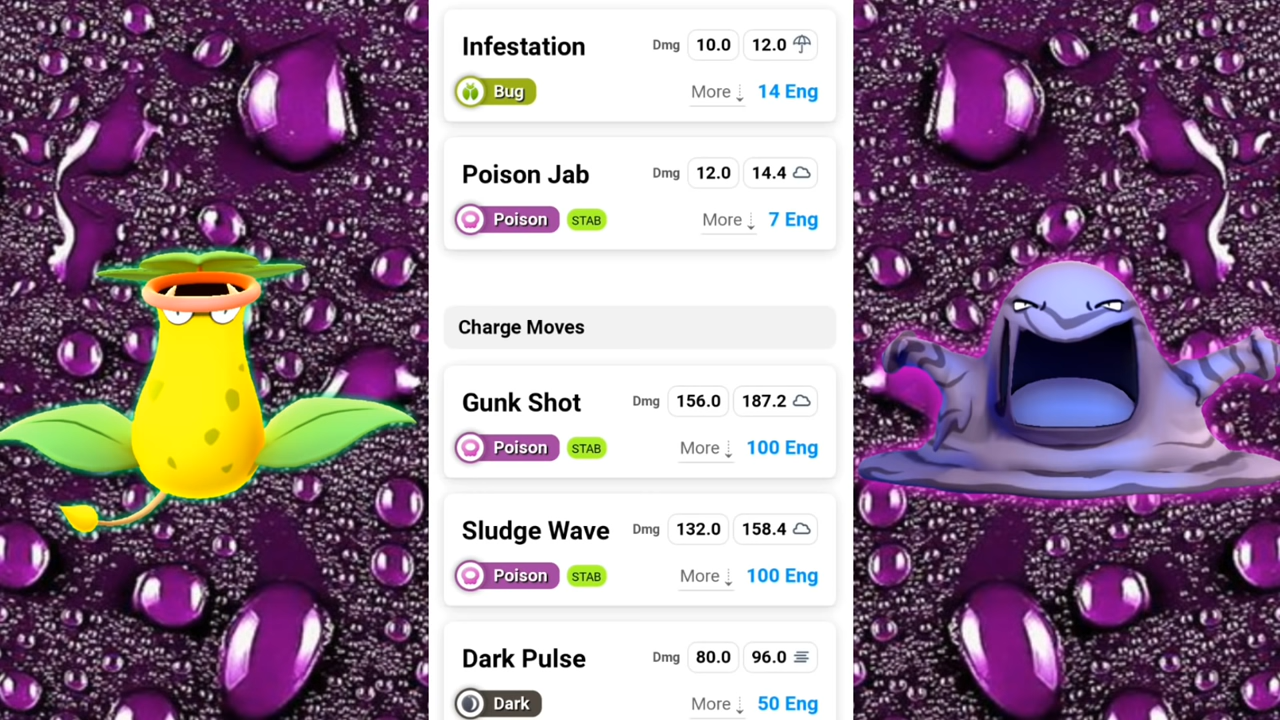 Infestation Dmg 10.0 12.0
Bug More 14 Eng
Poison Jab Dmg 12.0 14.4
Poison STAB More 7 Eng
Charge Moves
Gunk Shot Dmg 156.0 187.2
Poison STAB More 100 Eng
Sludge Wave Dmg 132.0 158.4
Poison STAB More 100 Eng
Dark Pulse Dmg 80.0 96.0
Dark More 50 Eng